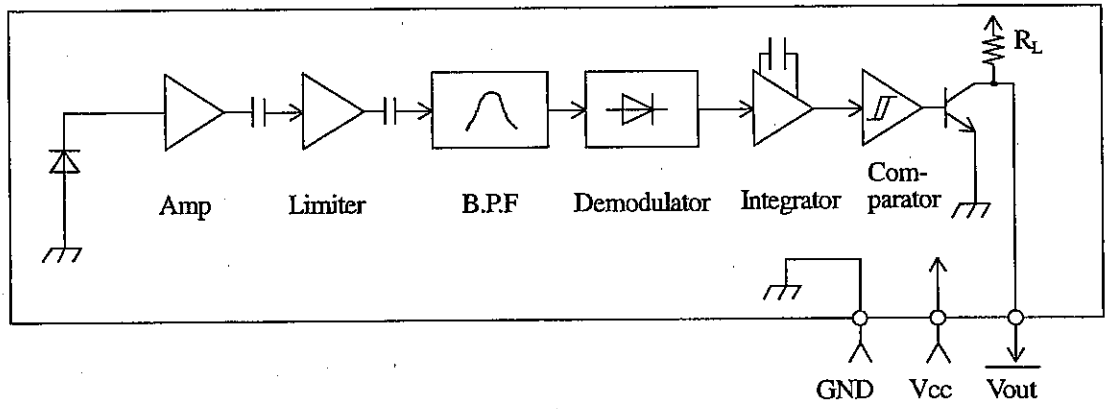 R_L
Amp
Limiter
B.P.F
Demodulator
Integrator
Com-
parator
GND
Vcc
Vout